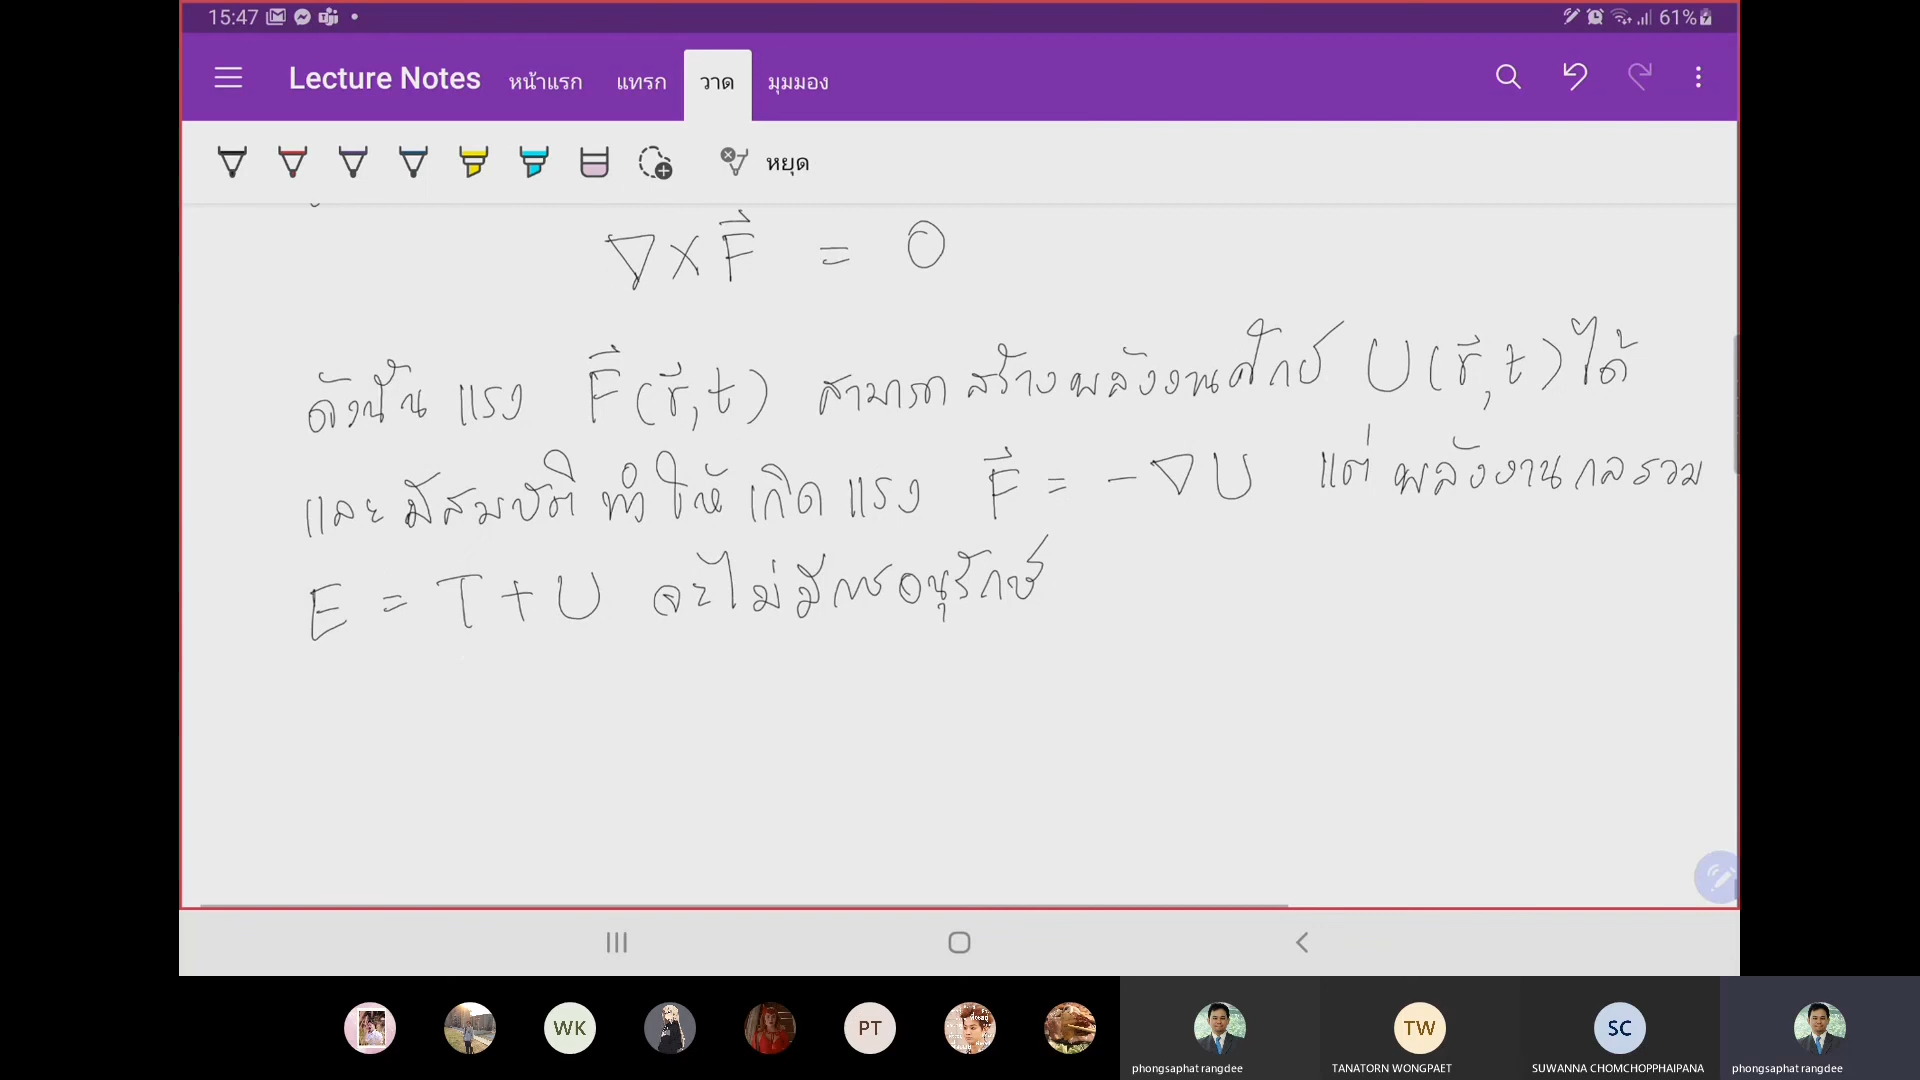 15:47
61%
Lecture Notes หน้าแรก แทรก วาด มุมมอง
หยุด
∇ × F⃗ = 0
ดังนั้น แรง F⃗(r⃗,t) สามารถสร้างพลังงานศักย์ U(r⃗,t) ได้
และมีสมบัติ ทำให้ เกิด แรง F⃗ = -∇U แต่ พลังงานกลรวม
E = T + U จะไม่มีการอนุรักษ์
WK
PT
TW
SC
phongsaphat rangdee
TANATORN WONGPAET
SUWANNA CHOMCHOPPHAIPANA
phongsaphat rangdee